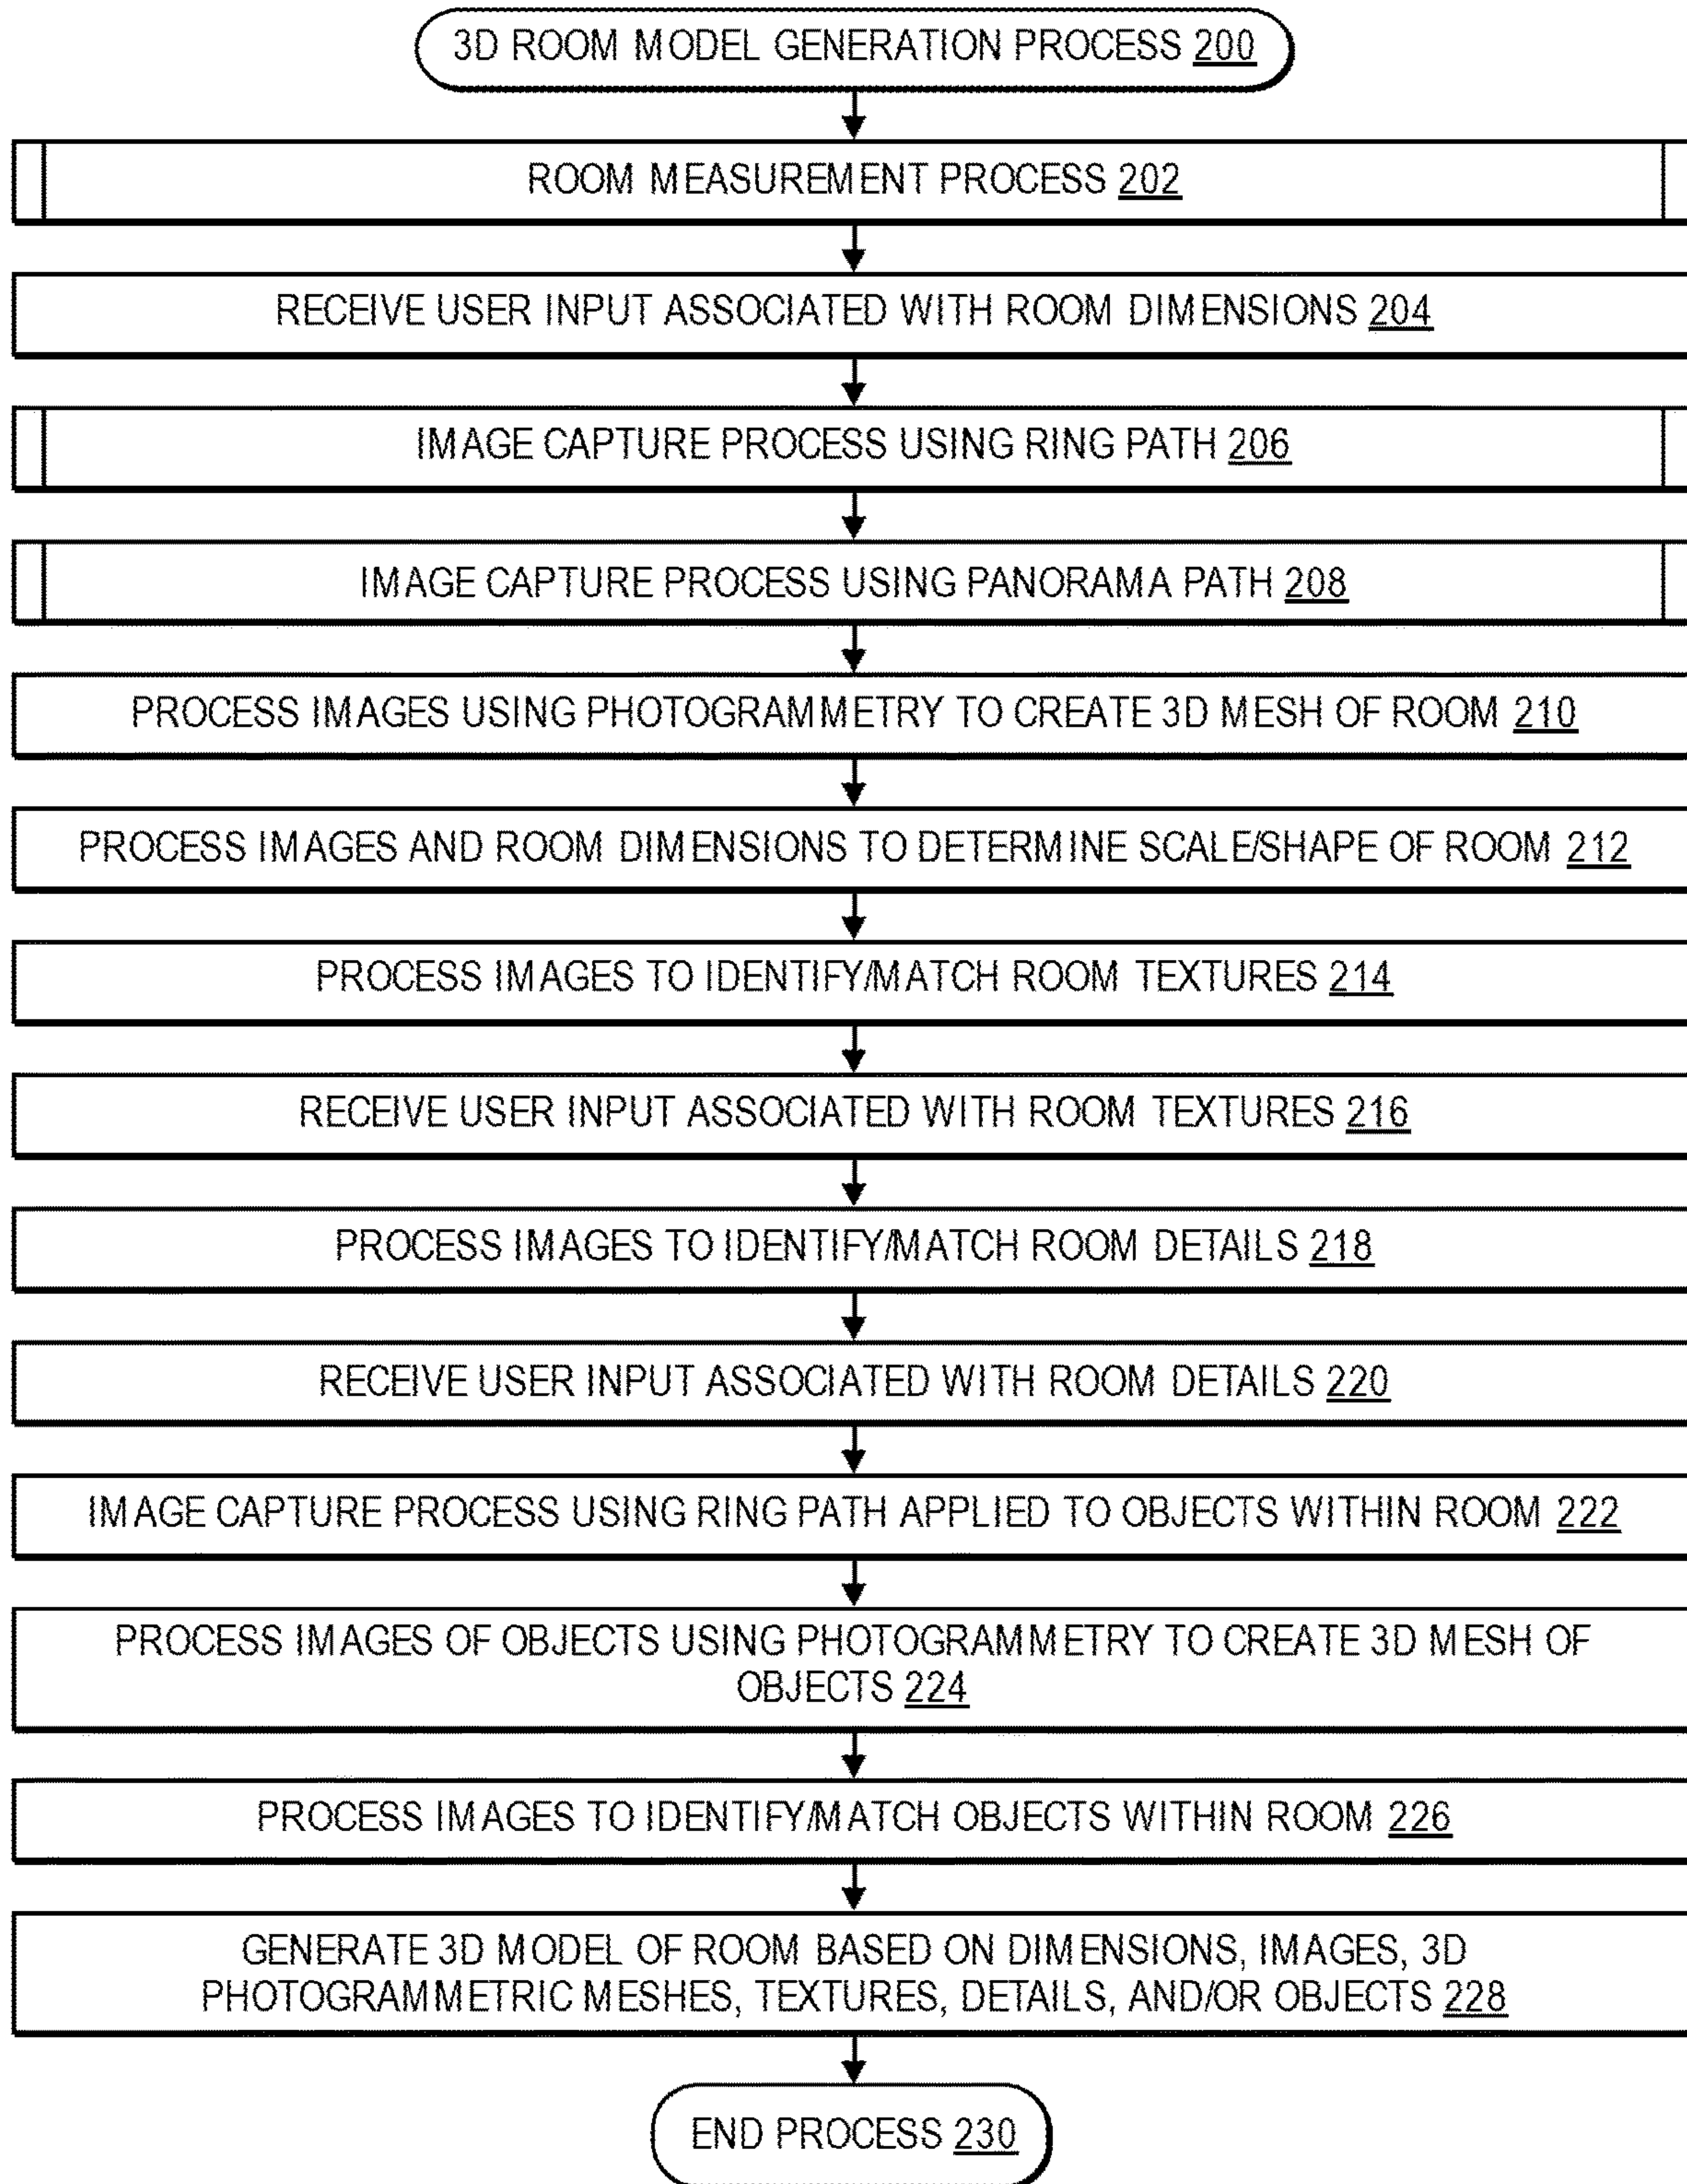 3D ROOM MODEL GENERATION PROCESS 200
ROOM MEASUREMENT PROCESS 202
RECEIVE USER INPUT ASSOCIATED WITH ROOM DIMENSIONS 204
IMAGE CAPTURE PROCESS USING RING PATH 206
IMAGE CAPTURE PROCESS USING PANORAMA PATH 208
PROCESS IMAGES USING PHOTOGRAMMETRY TO CREATE 3D MESH OF ROOM 210
PROCESS IMAGES AND ROOM DIMENSIONS TO DETERMINE SCALE/SHAPE OF ROOM 212
PROCESS IMAGES TO IDENTIFY/MATCH ROOM TEXTURES 214
RECEIVE USER INPUT ASSOCIATED WITH ROOM TEXTURES 216
PROCESS IMAGES TO IDENTIFY/MATCH ROOM DETAILS 218
RECEIVE USER INPUT ASSOCIATED WITH ROOM DETAILS 220
IMAGE CAPTURE PROCESS USING RING PATH APPLIED TO OBJECTS WITHIN ROOM 222
PROCESS IMAGES OF OBJECTS USING PHOTOGRAMMETRY TO CREATE 3D MESH OF
OBJECTS 224
PROCESS IMAGES TO IDENTIFY/MATCH OBJECTS WITHIN ROOM 226
GENERATE 3D MODEL OF ROOM BASED ON DIMENSIONS, IMAGES, 3D
PHOTOGRAMMETRIC MESHES, TEXTURES, DETAILS, AND/OR OBJECTS 228
END PROCESS 230